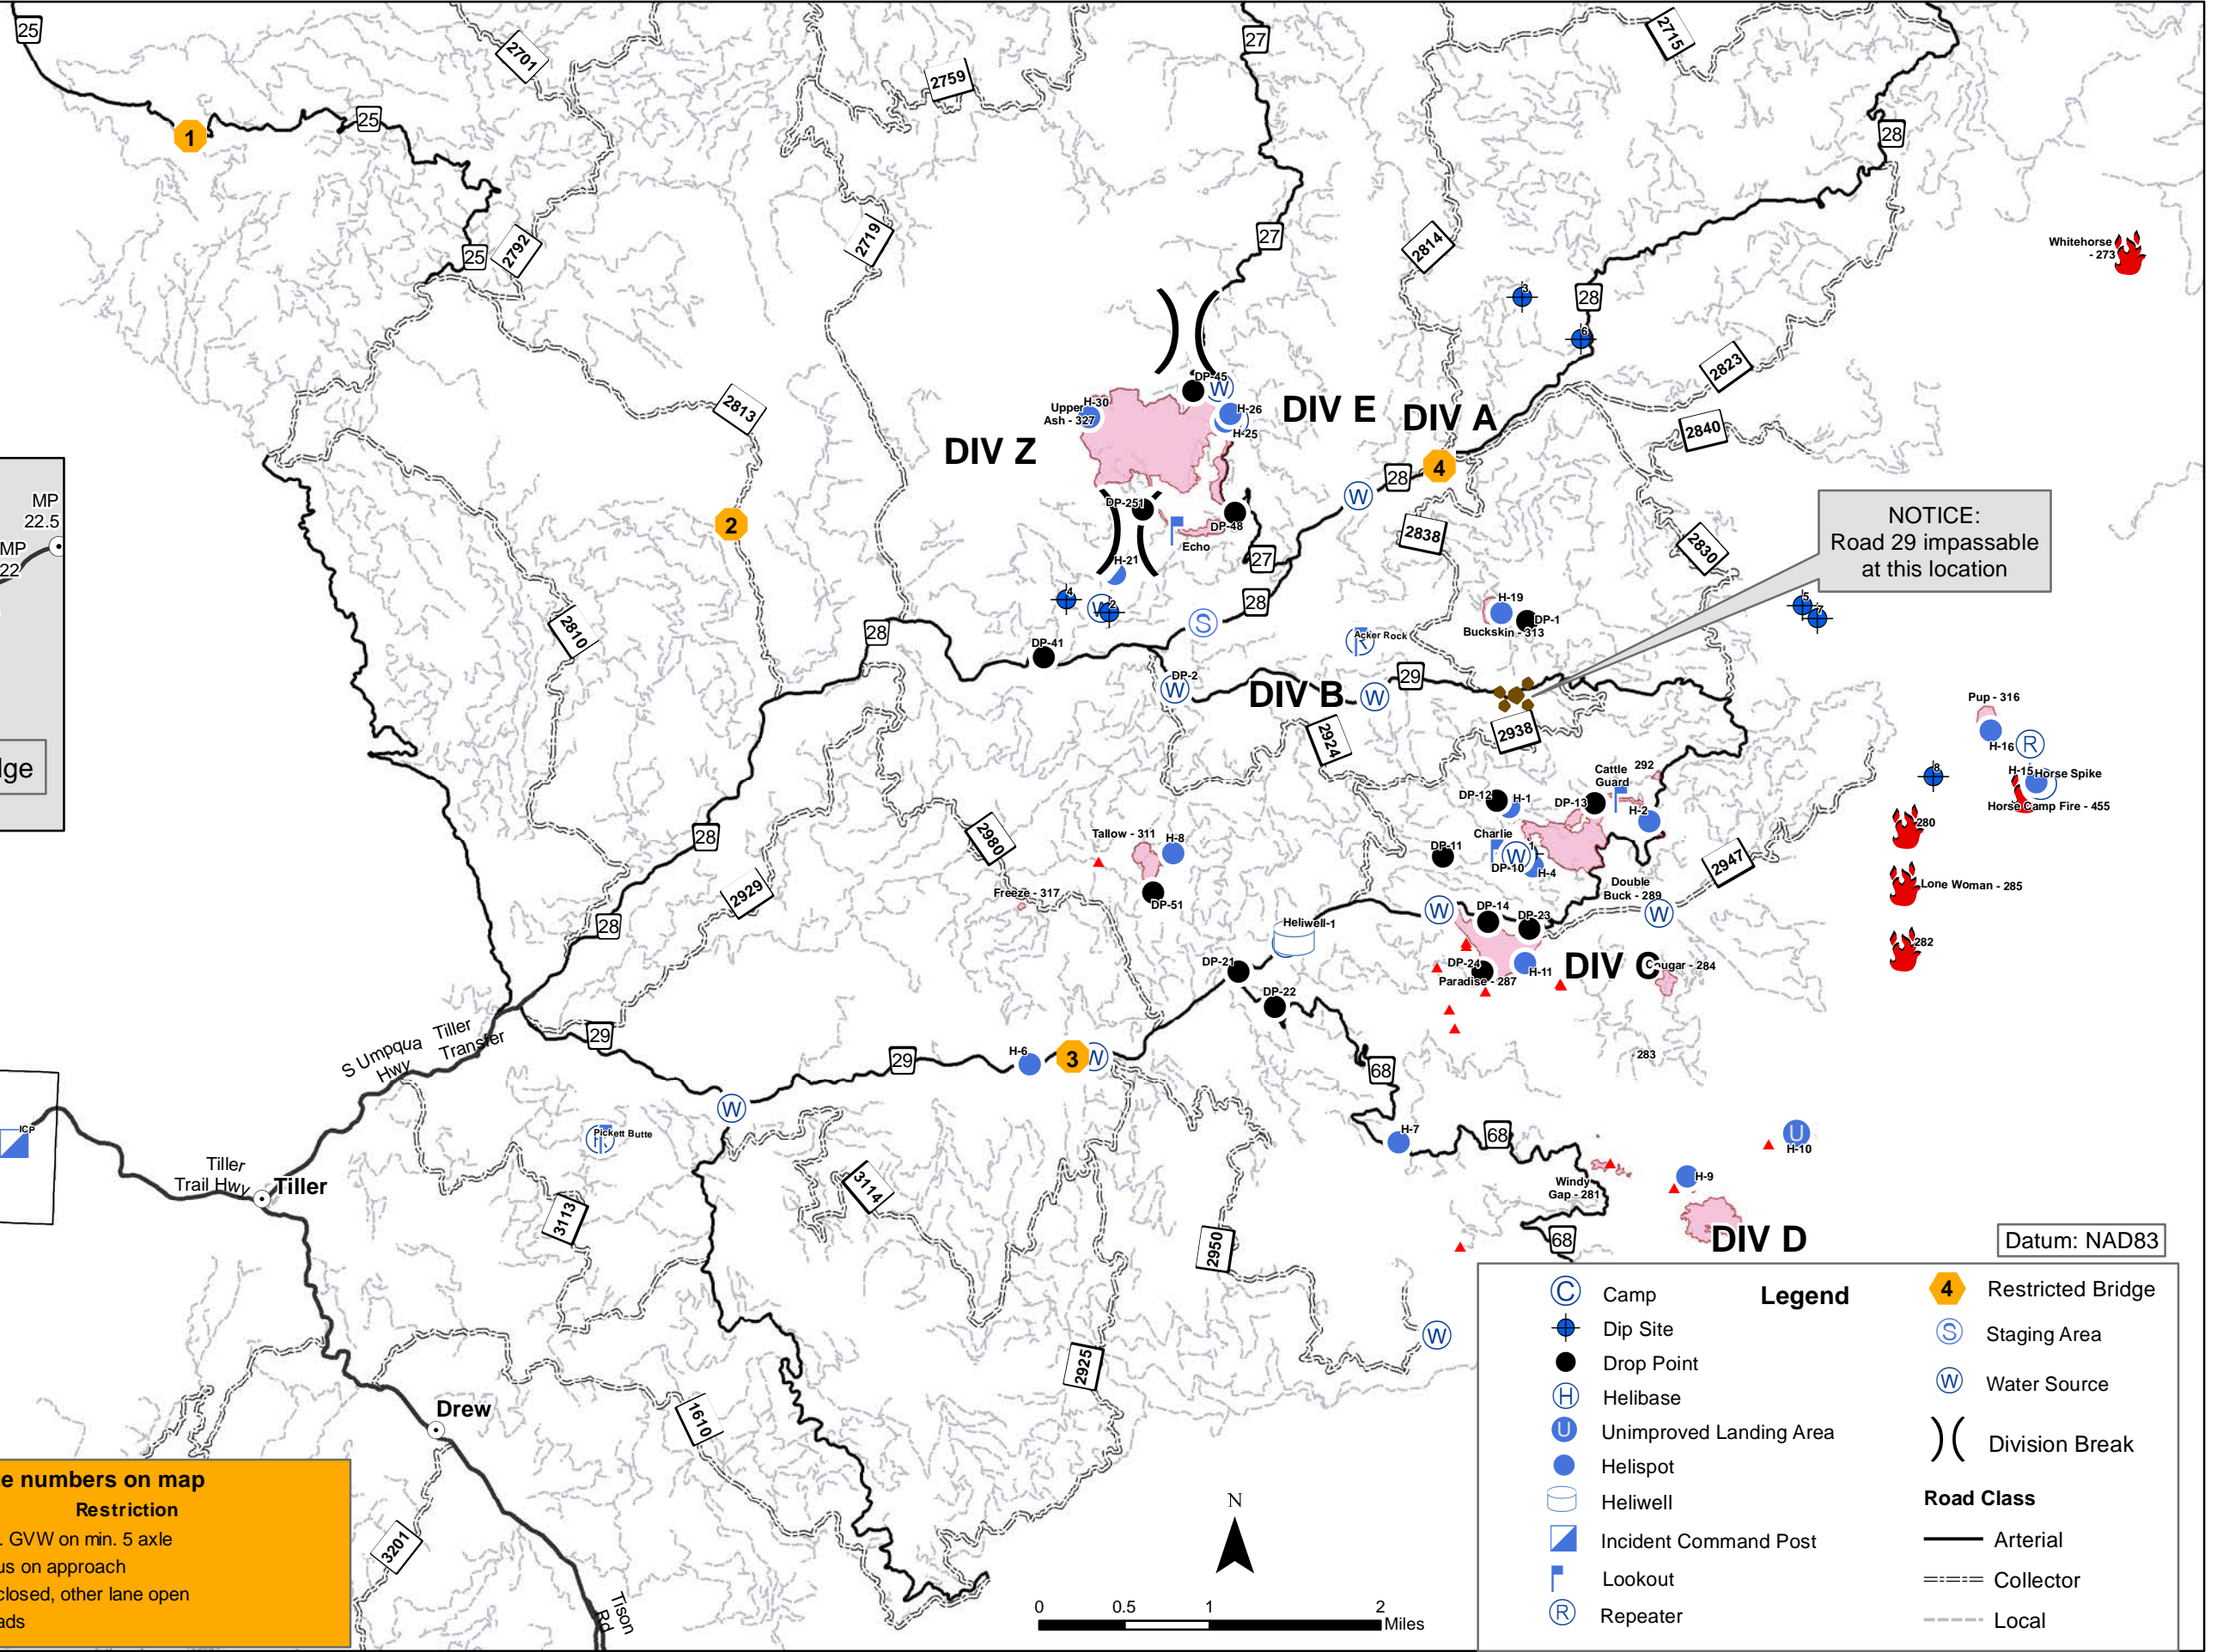 25
2701
27
2715
2759
1
25
28
2719
27
2814
25
2792
Whitehorse
- 273
3
28
6
2823
2813
DP-45
W
Upper
Ash - 327
H-30
H-26
H-25
DIV E
DIV A
DIV Z
2840
4
28
W
MP
22.5
MP
22
2
DP-251
DP-48
Echo
2838
2830
NOTICE:
Road 29 impassable
at this location
27
H-21
4
W
2
28
S
H-19
DP-1
Buckskin - 313
5
7
2810
28
DP-41
R
Acker Rock
DP-2
W
DIV B
W
29
2924
2938
Pup - 316
H-16
R
dge
Cattle
Guard
292
8
H-15
Horse Spike
Horse Camp Fire - 455
DP-12
H-1
DP-13
H-2
28
2980
Tallow - 311
H-8
Charlie
280
DP-11
W
1
DP-10
H-4
2947
Freeze - 317
DP-51
2929
Double
Buck - 289
Lone Woman - 285
28
W
DP-14
DP-23
W
Heliwell-1
282
DP-21
DP-24
H-11
Paradise - 287
DIV C
Cougar - 284
DP-22
29
S Umpqua
Hwy
Tiller
Transfer
29
H-6
3
W
283
68
ICP
W
R
Pickett Butte
H-7
68
U
H-10
Tiller
Trail Hwy
Tiller
3114
H-9
Windy
Gap - 281
3113
2950
68
DIV D
Datum: NAD83
W
2925
Drew
1610
3201
Tison
Rd
e numbers on map
Restriction
. GVW on min. 5 axle
us on approach
closed, other lane open
ads
N
0 0.5 1 2
Miles
Legend
C Camp
Dip Site
Drop Point
H Helibase
U Unimproved Landing Area
Helispot
Heliwell
Incident Command Post
Lookout
R Repeater
4 Restricted Bridge
S Staging Area
W Water Source
Division Break
Road Class
Arterial
Collector
Local